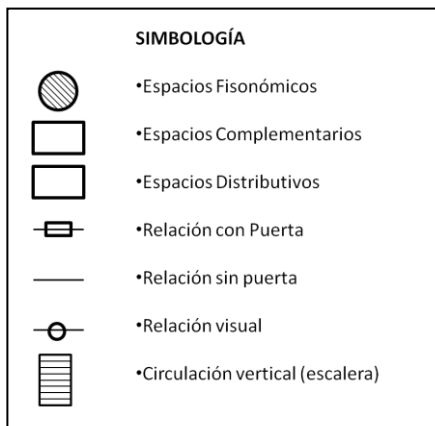 SIMBOLOGÍA
•Espacios Fisonómicos
•Espacios Complementarios
•Espacios Distributivos
•Relación con Puerta
•Relación sin puerta
•Relación visual
•Circulación vertical (escalera)